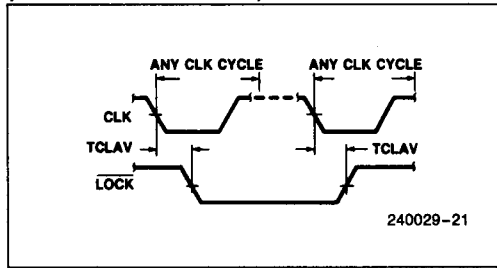 ANY CLK CYCLE ANY CLK CYCLE
CLK
TCLAV TCLAV
LOCK
240029-21